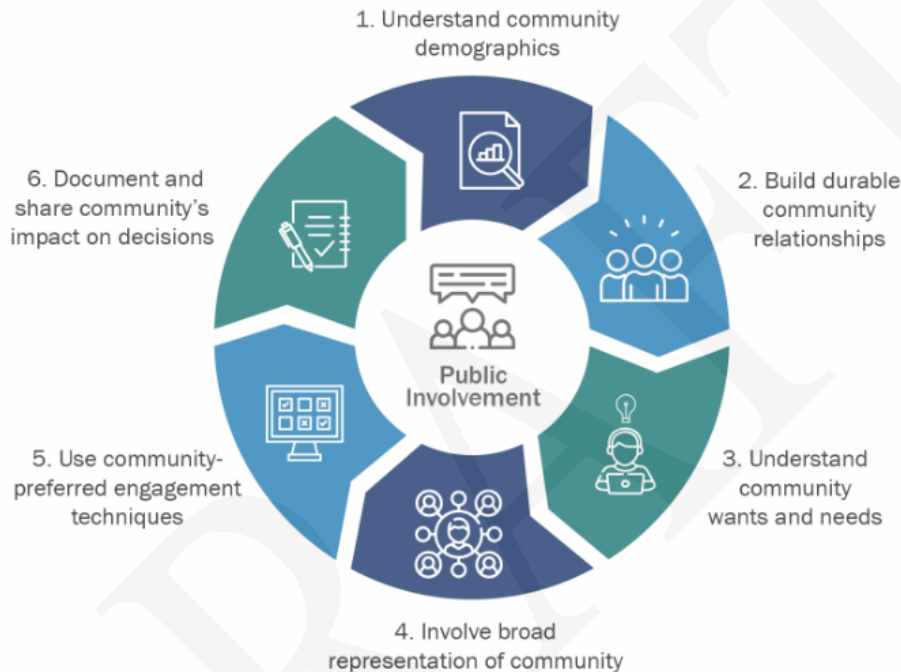 1. Understand community
demographics
2. Build durable
community
relationships
3. Understand
community
wants and needs
4. Involve broad
representation of community
5. Use community-
preferred engagement
techniques
6. Document and
share community's
impact on decisions
Public
Involvement
DRAFT